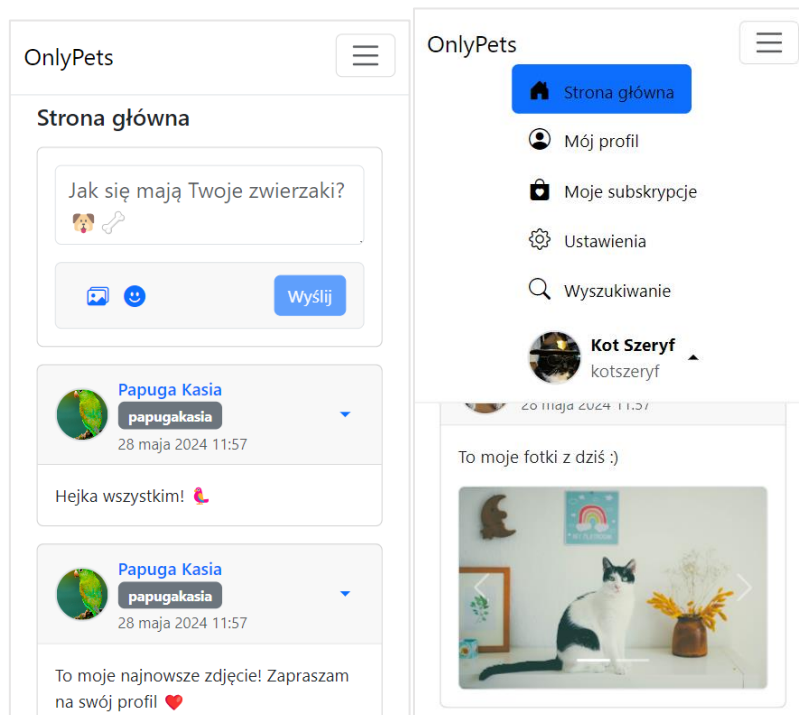 OnlyPets
Strona główna
Jak się mają Twoje zwierzaki?
🐶🦴
Wyślij
Papuga Kasia
papugakasia
28 maja 2024 11:57
Hejka wszystkim! 🦜
Papuga Kasia
papugakasia
28 maja 2024 11:57
To moje najnowsze zdjęcie! Zapraszam
na swój profil ❤️
OnlyPets
Strona główna
Mój profil
Moje subskrypcje
Ustawienia
Wyszukiwanie
Kot Szeryf
kotszeryf
28 maja 2024 11:57
To moje fotki z dziś :)